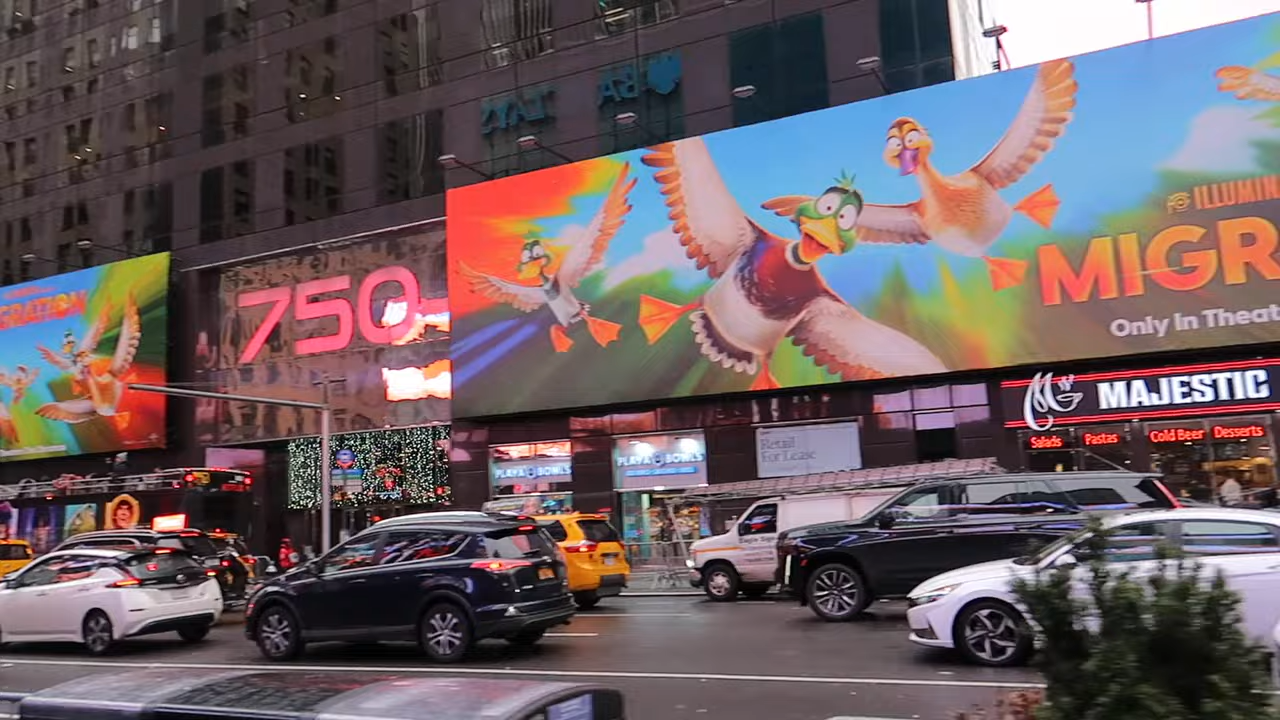 GRATION
750
ILLUMIN
MIGR
Only In Theat
MAJESTIC
Salads
Pastas
Cold Beer
Desserts
PLAYA BOWLS
PLAYA BOWLS
Retail
For Lease